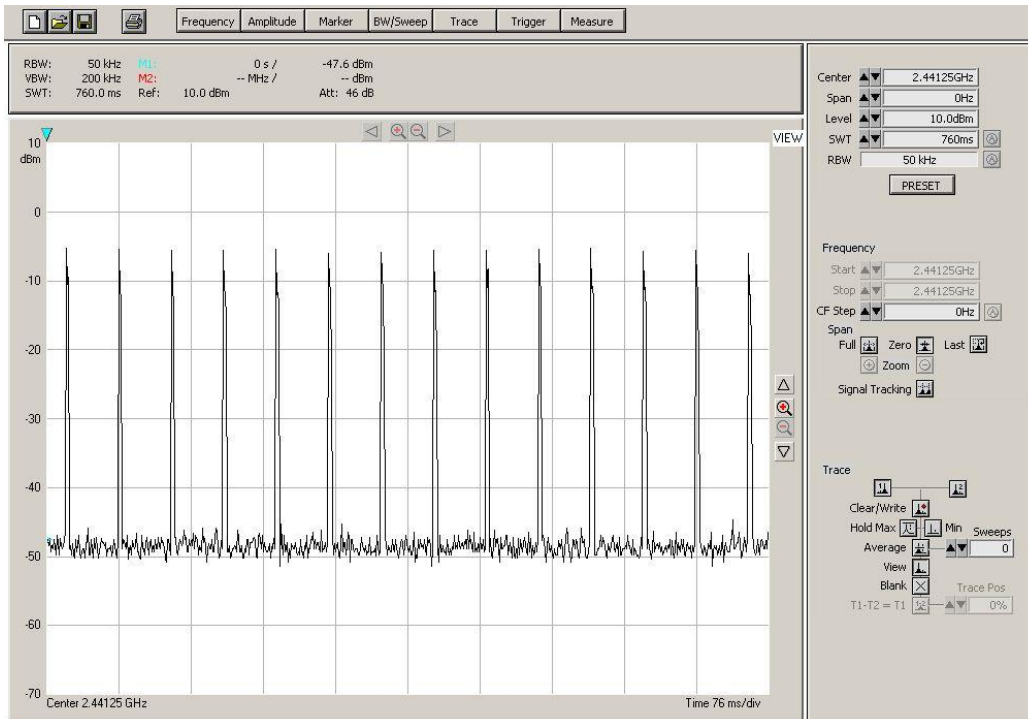 Frequency Amplitude Marker BW/Sweep Trace Trigger Measure
RBW: 50 kHz M1: 0 s / -47.6 dBm
VBW: 200 kHz M2: -- MHz / -- dBm
SWT: 760.0 ms Ref: 10.0 dBm Att: 46 dB
VIEW
10
dBm
0
-10
-20
-30
-40
-50
-60
-70
Center 2.44125 GHz Time 76 ms/div
Center 2.44125GHz
Span 0Hz
Level 10.0dBm
SWT 760ms
RBW 50 kHz
PRESET
Frequency
Start 2.44125GHz
Stop 2.44125GHz
CF Step 0Hz
Span
Full Zero Last
Zoom
Signal Tracking
Trace
1 2
Clear/Write
Hold Max Min Sweeps
Average 0
View
Blank Trace Pos
T1-T2 = T1 0%